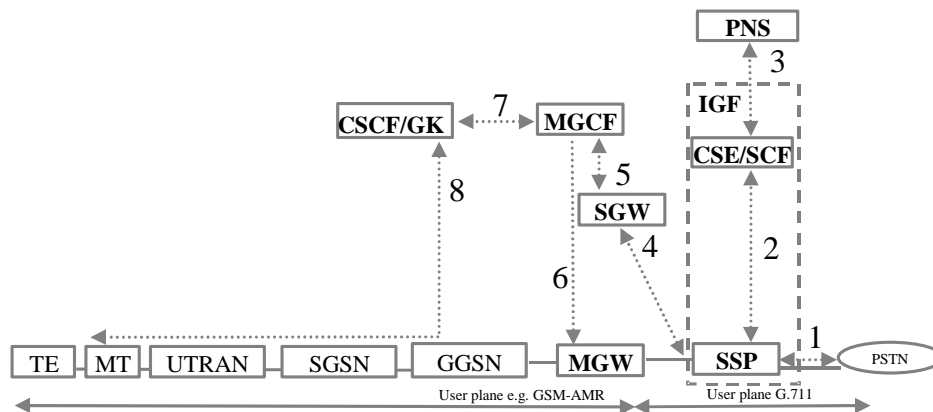 PNS
3
IGF
7
CSCF/GK
MGCF
CSE/SCF
5
8
SGW
4
2
6
1
TE
MT
UTRAN
SGSN
GGSN
MGW
SSP
PSTN
User plane e.g. GSM-AMR
User plane G.711